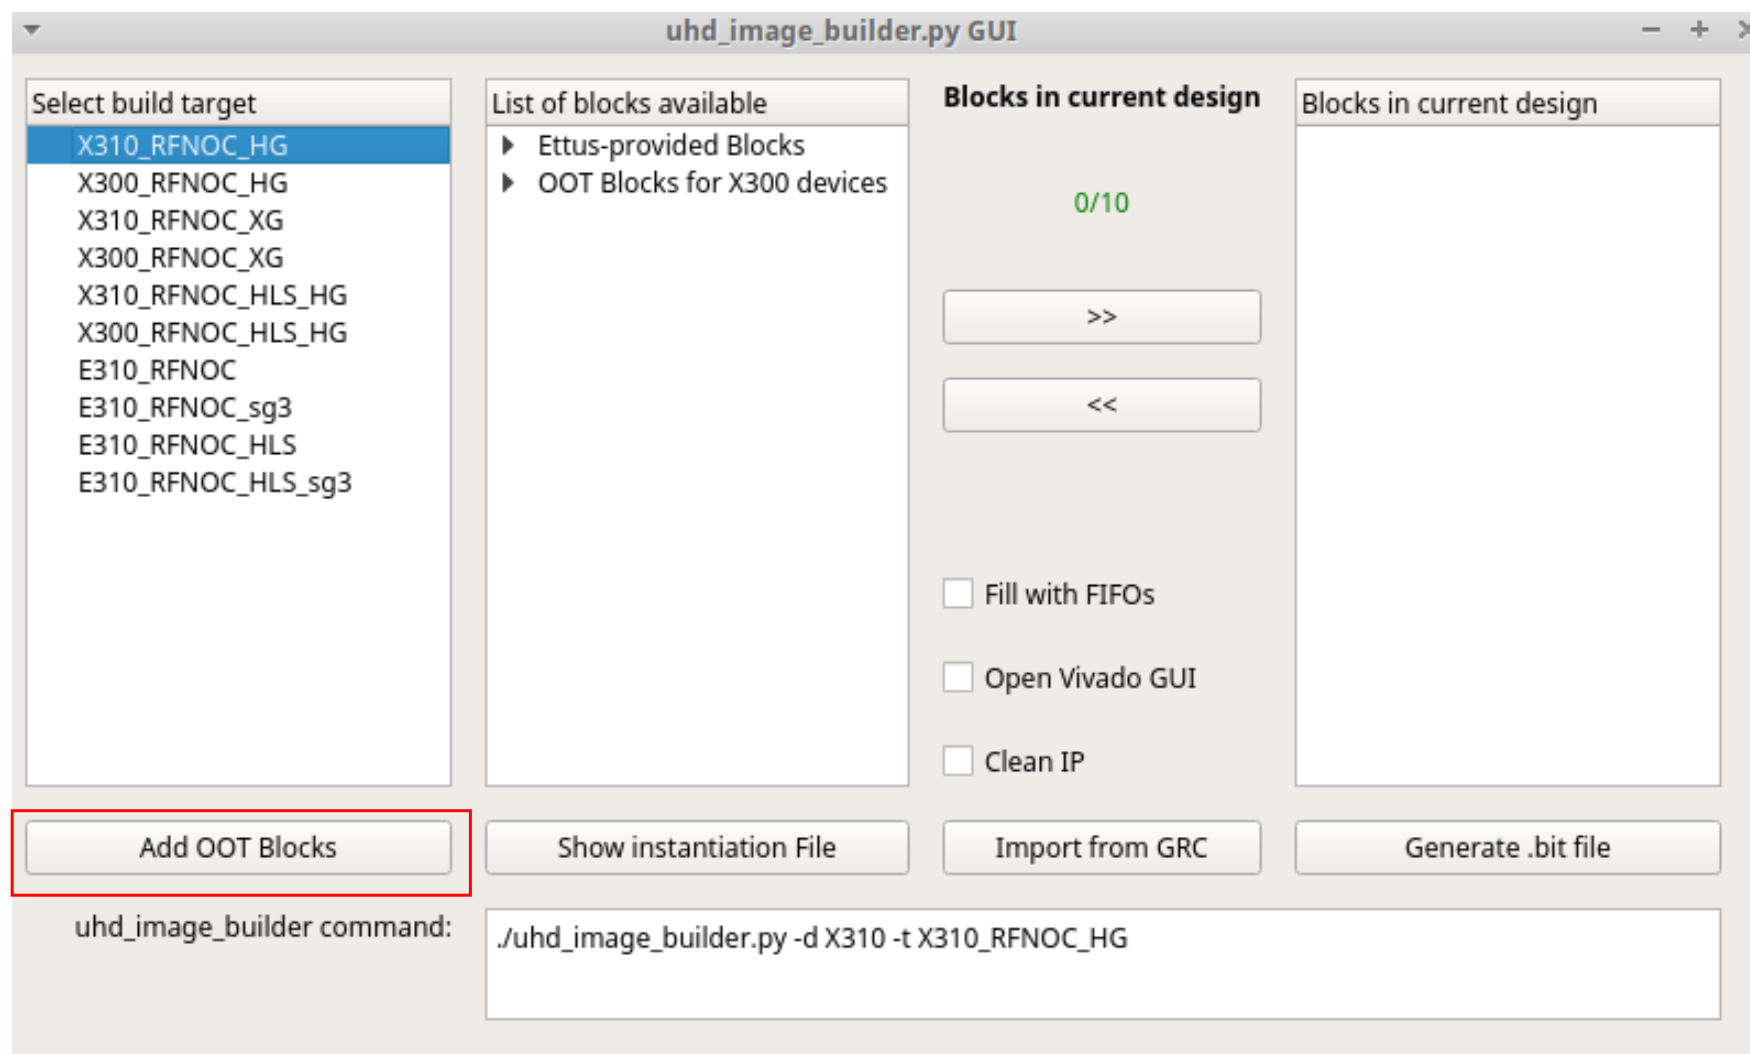 uhd_image_builder.py GUI
Select build target
X310_RFNOC_HG
X300_RFNOC_HG
X310_RFNOC_XG
X300_RFNOC_XG
X310_RFNOC_HLS_HG
X300_RFNOC_HLS_HG
E310_RFNOC
E310_RFNOC_sg3
E310_RFNOC_HLS
E310_RFNOC_HLS_sg3
List of blocks available
Ettus-provided Blocks
OOT Blocks for X300 devices
Blocks in current design
0/10
>>
<<
Fill with FIFOs
Open Vivado GUI
Clean IP
Blocks in current design
Add OOT Blocks
Show instantiation File
Import from GRC
Generate .bit file
uhd_image_builder command:
./uhd_image_builder.py -d X310 -t X310_RFNOC_HG